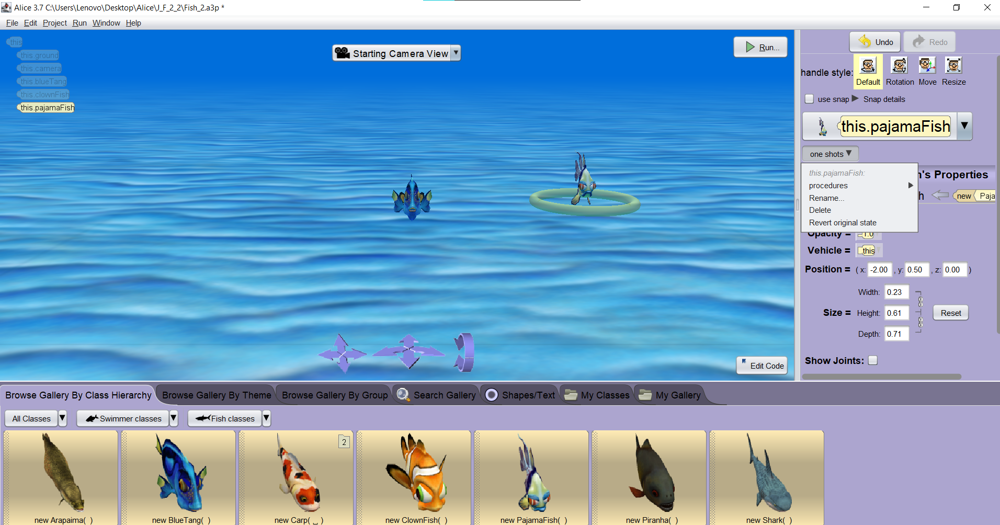 Alice 3.7 C:\Users\Lenovo\Desktop\Alice\J_F_2_2\Fish_2.a3p *
File Edit Project Run Window Help
this
this.ground
this.camera
this.blueTang
this.clownFish
this.pajamaFish
Starting Camera View
Run...
Undo
Redo
handle style:
Default
Rotation
Move
Resize
use snap
Snap details
this.pajamaFish
one shots
this.pajamaFish:
procedures
Rename...
Delete
Revert original state
's Properties
h
new
Paja
Opacity = 1.0
Vehicle = this
Position = ( x: -2.00 , y: 0.50 , z: 0.00 )
Width: 0.23
Size = Height: 0.61
Reset
Depth: 0.71
Show Joints:
Edit Code
Browse Gallery By Class Hierarchy
Browse Gallery By Theme
Browse Gallery By Group
Search Gallery
Shapes/Text
My Classes
My Gallery
All Classes
Swimmer classes
Fish classes
2
new Arapaima( )
new BlueTang( )
new Carp( _ )
new ClownFish( )
new PajamaFish( )
new Piranha( )
new Shark( )